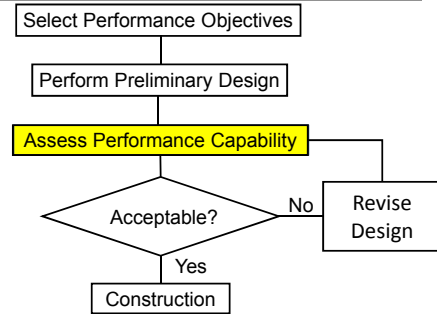 Select Performance Objectives
Perform Preliminary Design
Assess Performance Capability
Acceptable?
No
Revise
Design
Yes
Construction